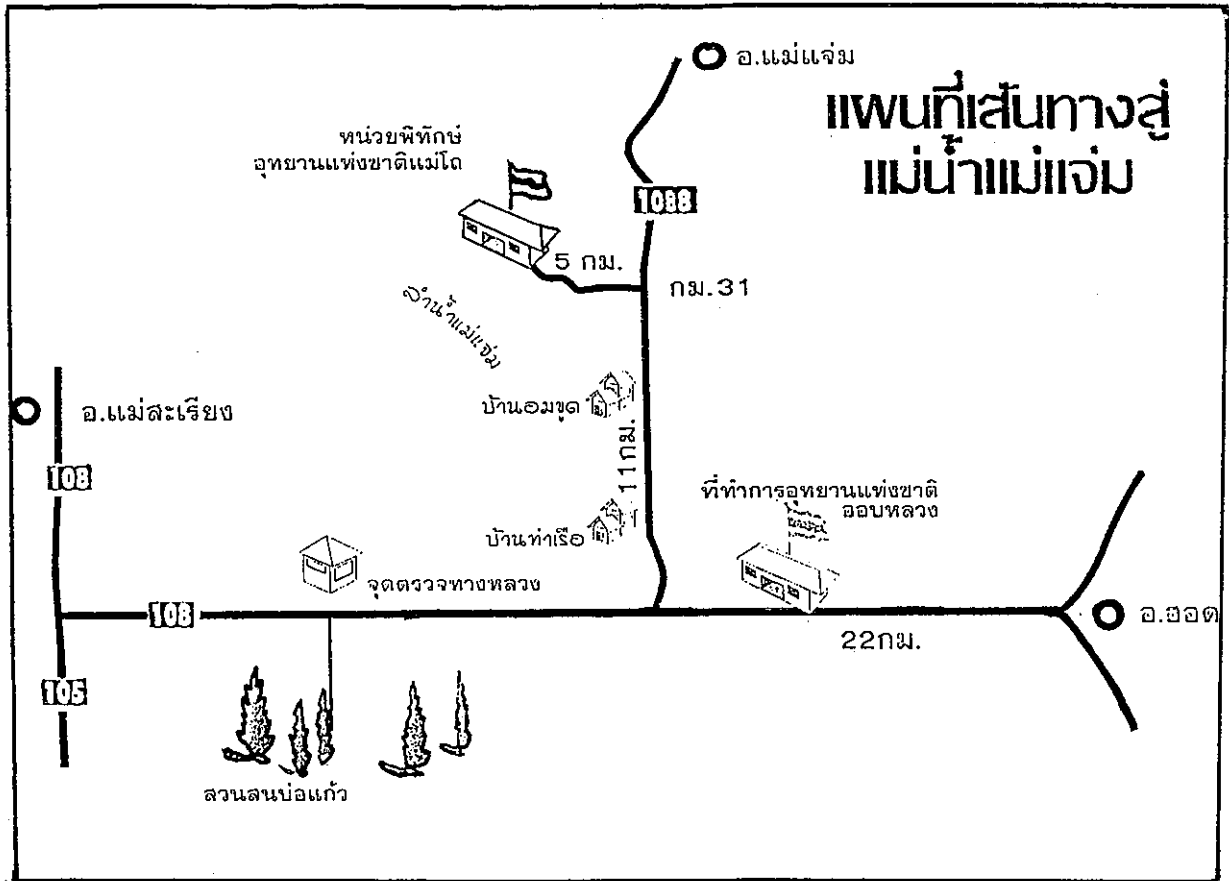 อ.แม่แจ่ม
แผนที่เส้นทางสู่
แม่น้ำแม่แจ่ม
หน่วยพิทักษ์
อุทยานแห่งชาติแม่โถ
1088
5 กม.
กม.31
ลำน้ำแม่แจ่ม
อ.แม่สะเรียง
บ้านอมขูด
11กม.
108
ที่ทำการอุทยานแห่งชาติ
ออบหลวง
บ้านท่าเรือ
จุดตรวจทางหลวง
108
อ.ฮอด
22กม.
105
สวนสนบ่อแก้ว